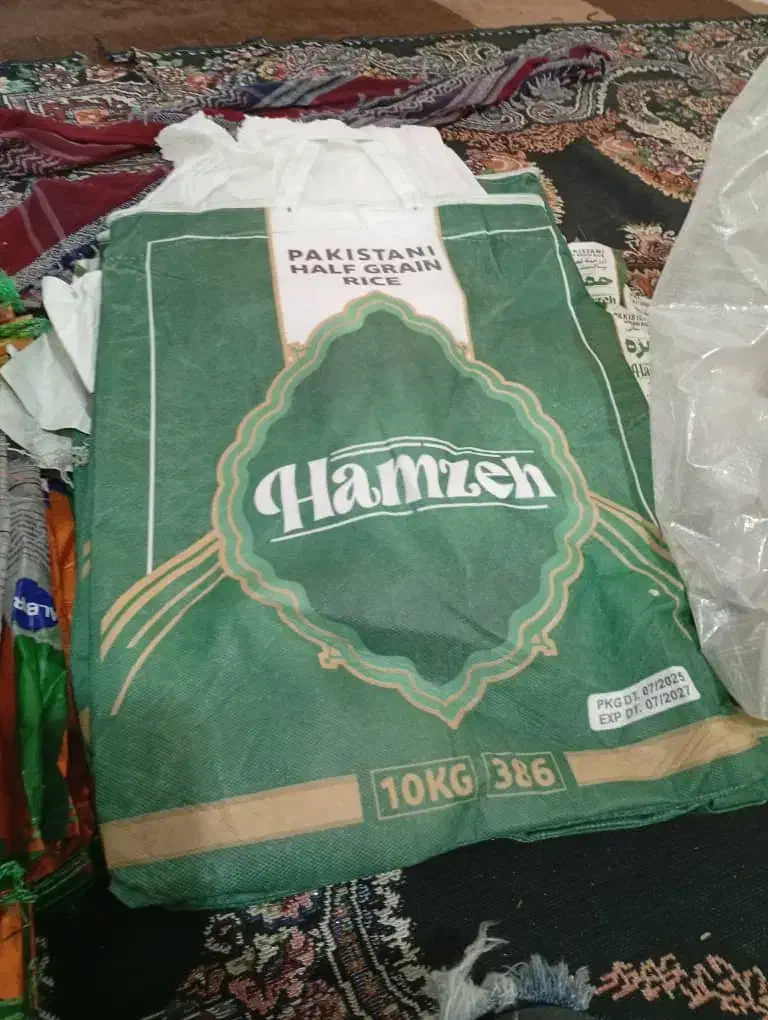 PAKISTANI
HALF GRAIN
RICE
Hamzeh
PKG DT. 07/2025
EXP DT. 07/2027
10KG 386